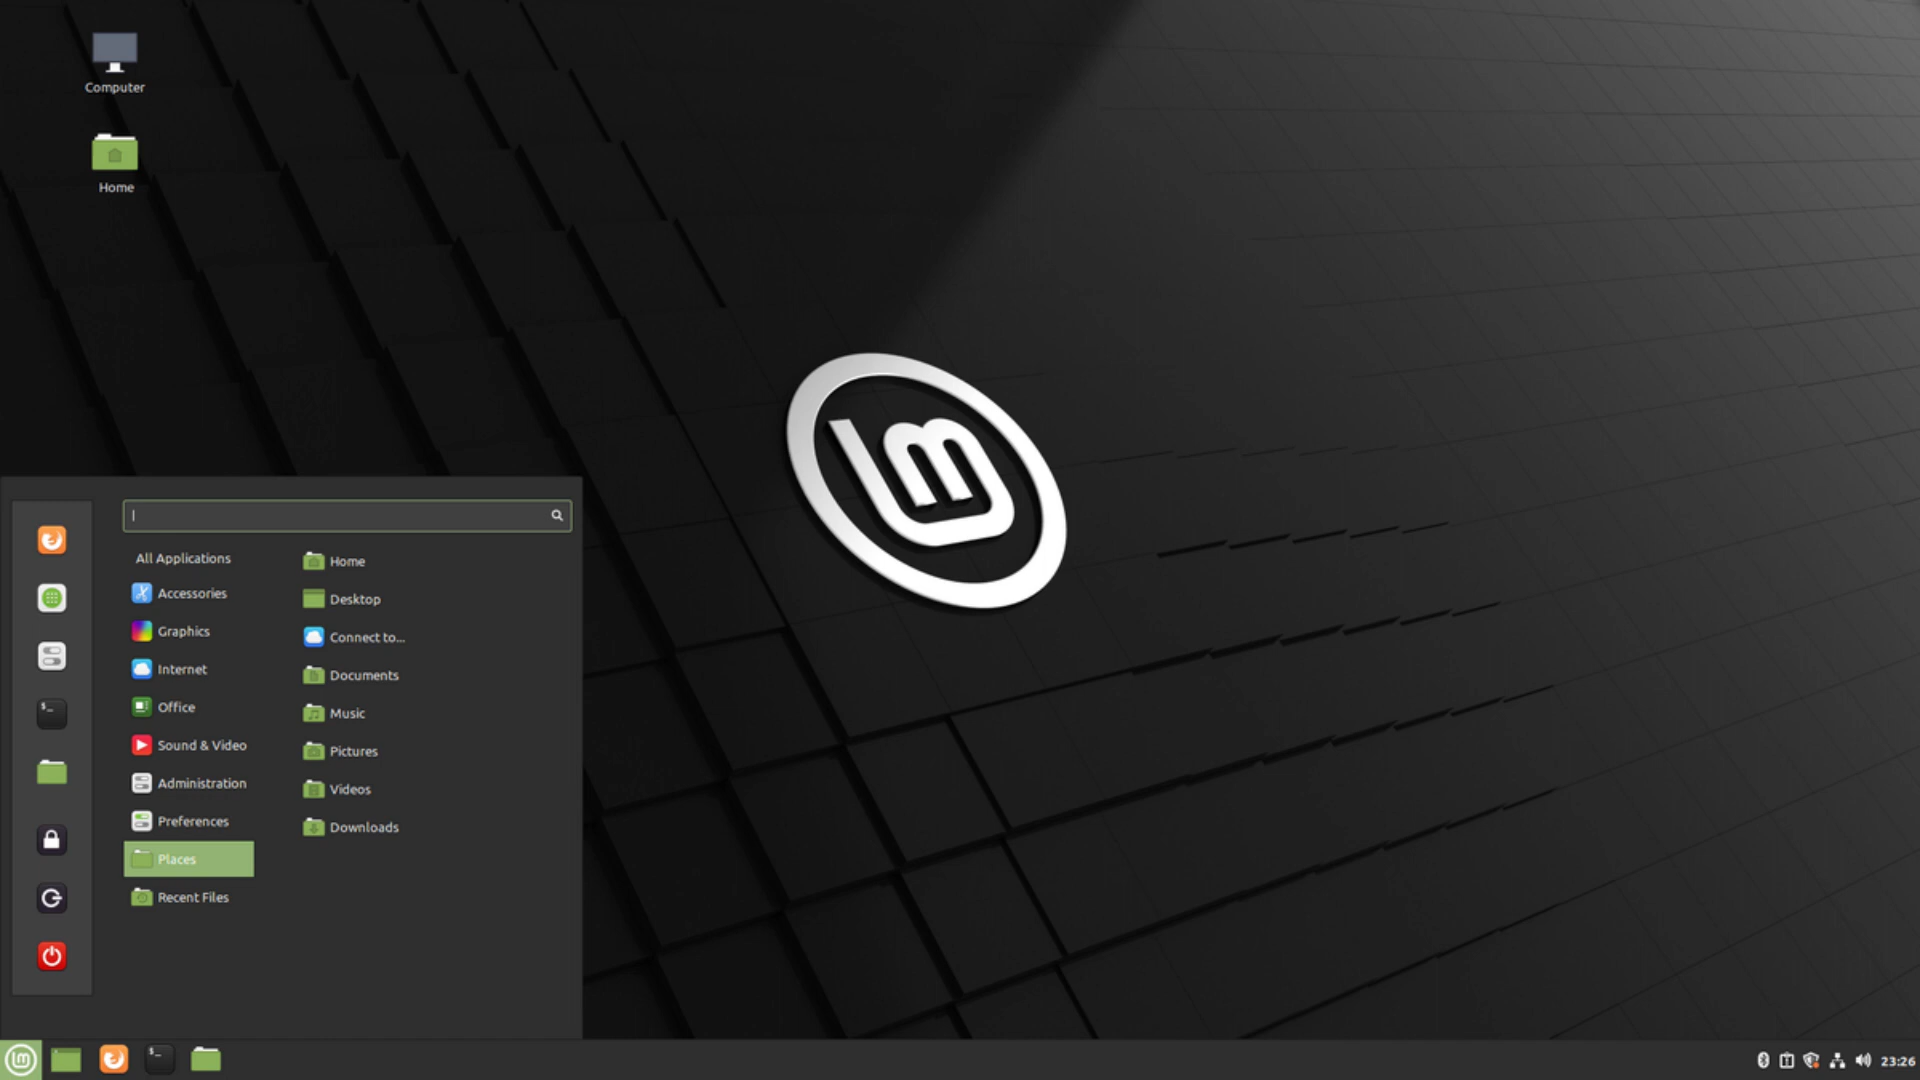 Computer
Home
All Applications
Accessories
Graphics
Internet
Office
Sound & Video
Administration
Preferences
Places
Recent Files
Home
Desktop
Connect to...
Documents
Music
Pictures
Videos
Downloads
23:26